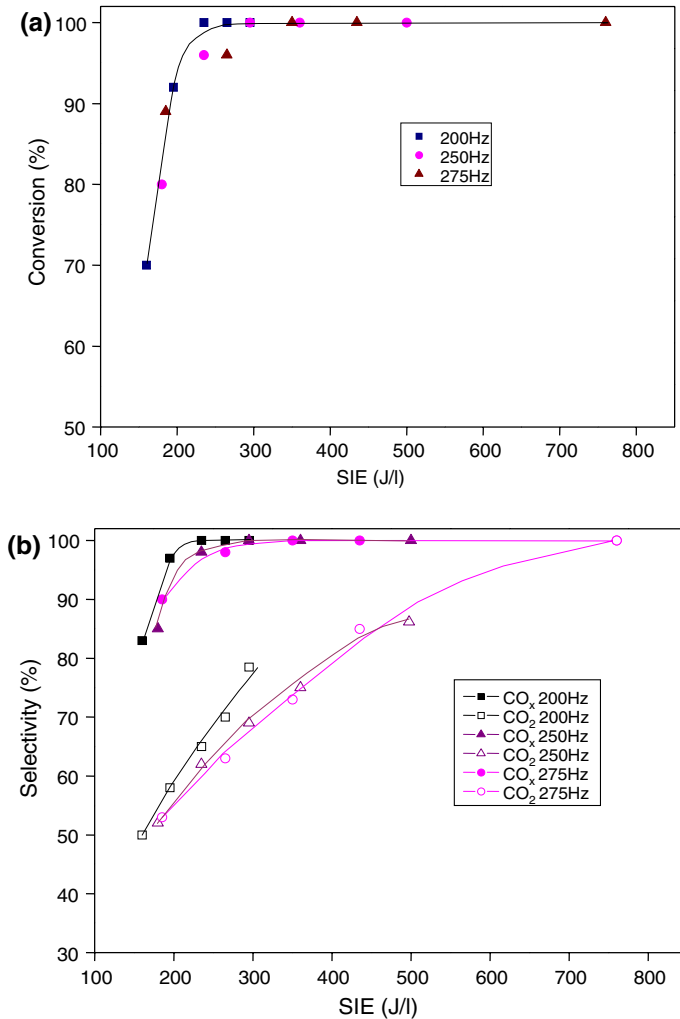 (a)
100
90
80
70
60
50
Conversion (%)
200Hz
250Hz
275Hz
100 200 300 400 500 600 700 800
SIE (J/l)
(b)
100
90
80
70
60
50
40
30
Selectivity (%)
COx 200Hz
CO2 200Hz
COx 250Hz
CO2 250Hz
COx 275Hz
CO2 275Hz
100 200 300 400 500 600 700 800
SIE (J/l)